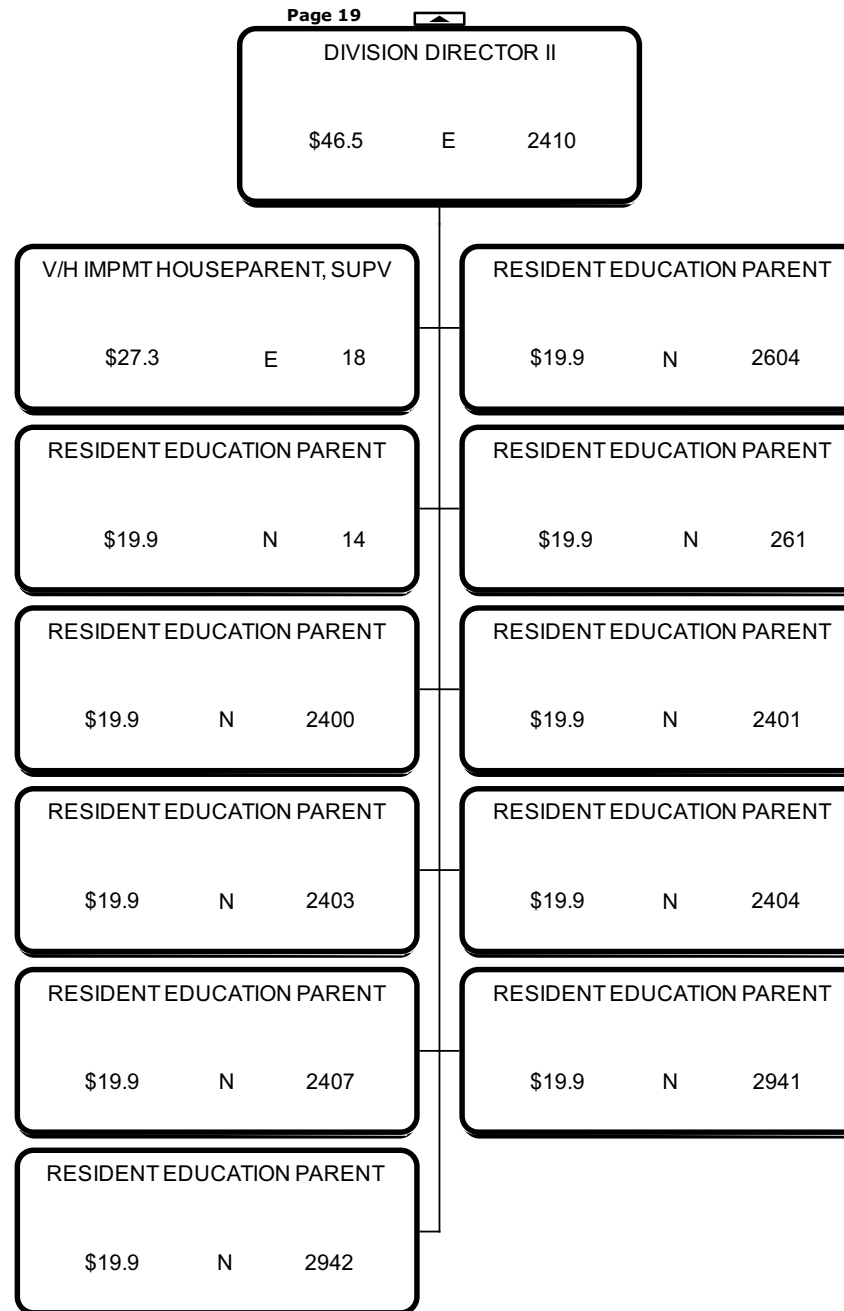 Page 19
DIVISION DIRECTOR II
$46.5 E 2410
V/H IMPMT HOUSEPARENT, SUPV
$27.3 E 18
RESIDENT EDUCATION PARENT
$19.9 N 2604
RESIDENT EDUCATION PARENT
$19.9 N 14
RESIDENT EDUCATION PARENT
$19.9 N 261
RESIDENT EDUCATION PARENT
$19.9 N 2400
RESIDENT EDUCATION PARENT
$19.9 N 2401
RESIDENT EDUCATION PARENT
$19.9 N 2403
RESIDENT EDUCATION PARENT
$19.9 N 2404
RESIDENT EDUCATION PARENT
$19.9 N 2407
RESIDENT EDUCATION PARENT
$19.9 N 2941
RESIDENT EDUCATION PARENT
$19.9 N 2942